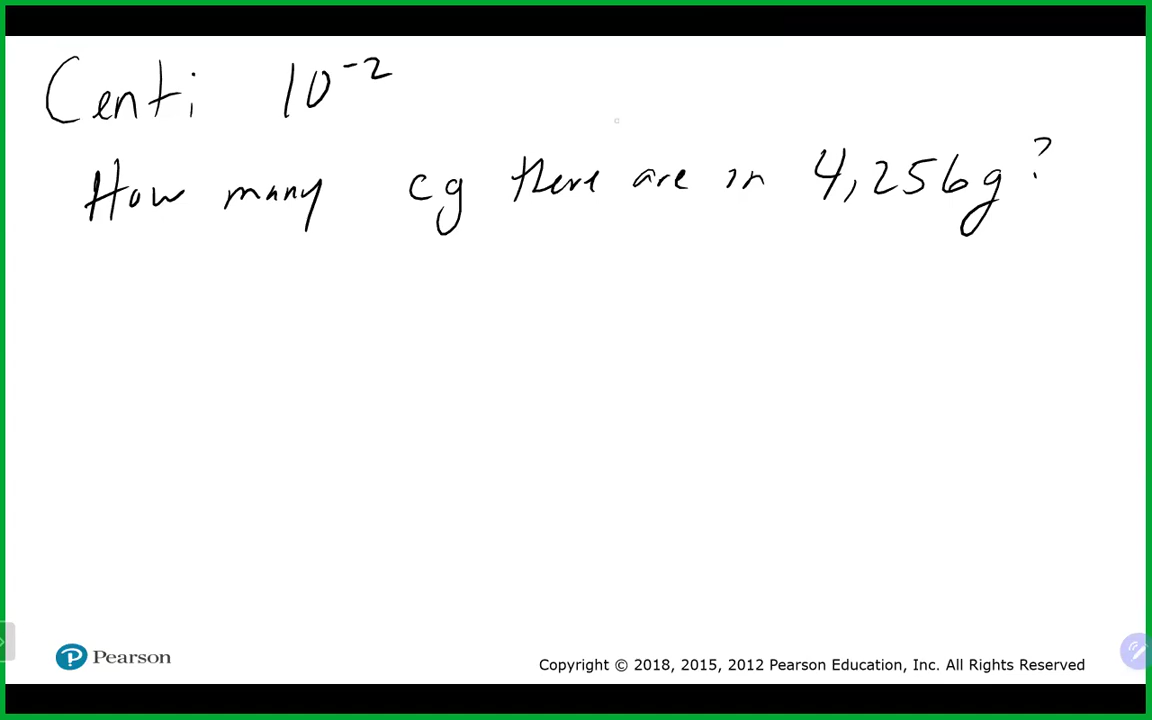 Centi 10⁻²
How many cg there are in 4,256g?
Pearson
Copyright © 2018, 2015, 2012 Pearson Education, Inc. All Rights Reserved